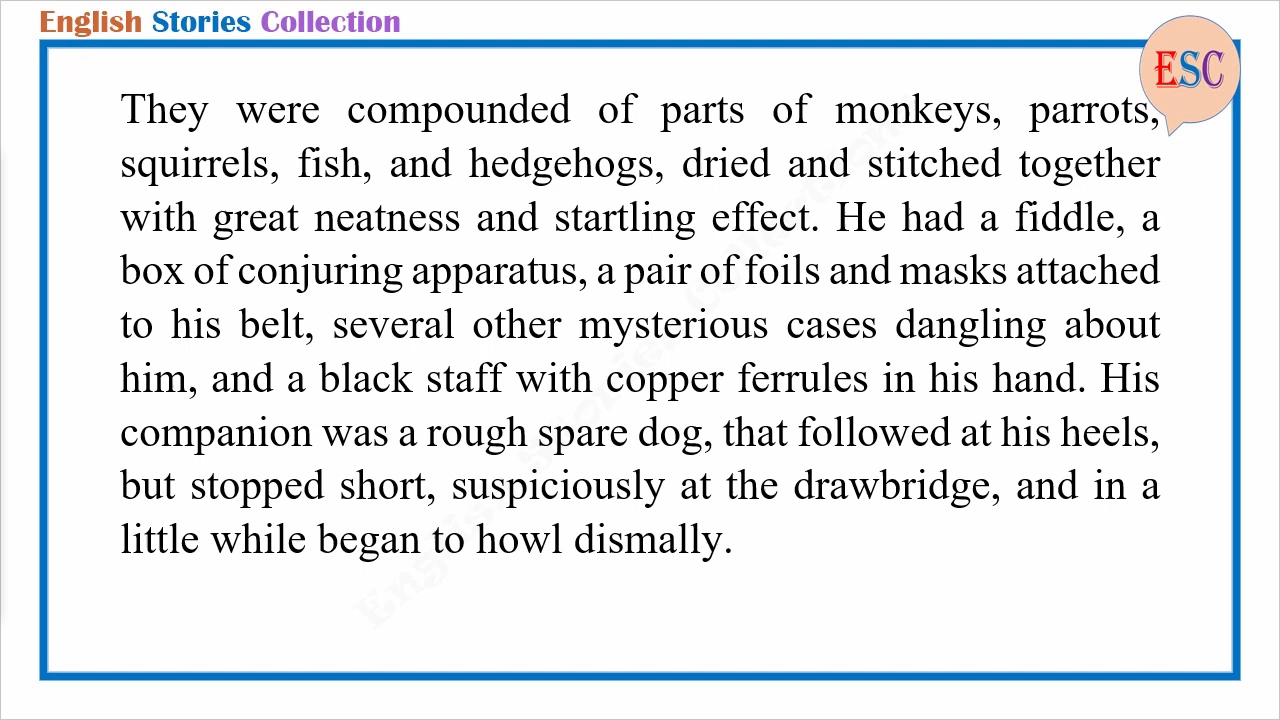 English Stories Collection
ESC
They were compounded of parts of monkeys, parrots,
squirrels, fish, and hedgehogs, dried and stitched together
with great neatness and startling effect. He had a fiddle, a
box of conjuring apparatus, a pair of foils and masks attached
to his belt, several other mysterious cases dangling about
him, and a black staff with copper ferrules in his hand. His
companion was a rough spare dog, that followed at his heels,
but stopped short, suspiciously at the drawbridge, and in a
little while began to howl dismally.
English Stories Collections